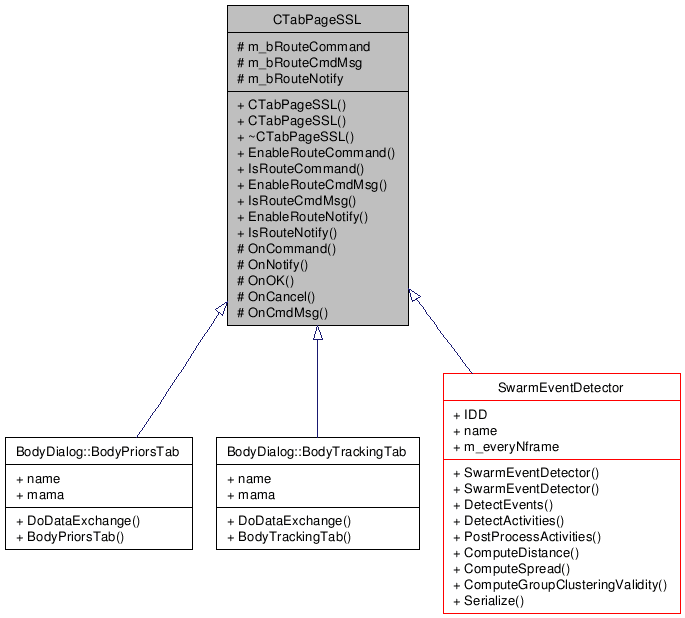 CTabPageSSL
# m_bRouteCommand
# m_bRouteCmdMsg
# m_bRouteNotify
+ CTabPageSSL()
+ CTabPageSSL()
+ ~CTabPageSSL()
+ EnableRouteCommand()
+ IsRouteCommand()
+ EnableRouteCmdMsg()
+ IsRouteCmdMsg()
+ EnableRouteNotify()
+ IsRouteNotify()
# OnCommand()
# OnNotify()
# OnOK()
# OnCancel()
# OnCmdMsg()
BodyDialog::BodyPriorsTab
+ name
+ mama
+ DoDataExchange()
+ BodyPriorsTab()
BodyDialog::BodyTrackingTab
+ name
+ mama
+ DoDataExchange()
+ BodyTrackingTab()
SwarmEventDetector
+ IDD
+ name
+ m_everyNframe
+ SwarmEventDetector()
+ SwarmEventDetector()
+ DetectEvents()
+ DetectActivities()
+ PostProcessActivities()
+ ComputeDistance()
+ ComputeSpread()
+ ComputeGroupClusteringValidity()
+ Serialize()